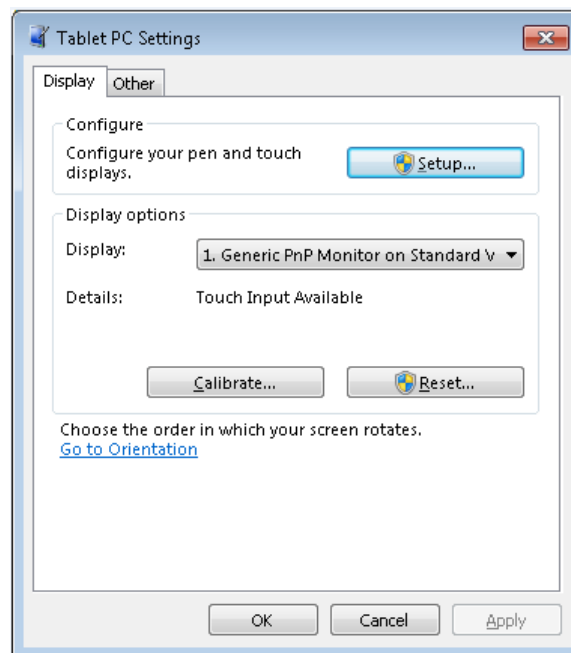 Tablet PC Settings
Display
Other
Configure
Configure your pen and touch
displays.
Setup...
Display options
Display:
1. Generic PnP Monitor on Standard V
Details:
Touch Input Available
Calibrate...
Reset...
Choose the order in which your screen rotates.
Go to Orientation
OK
Cancel
Apply